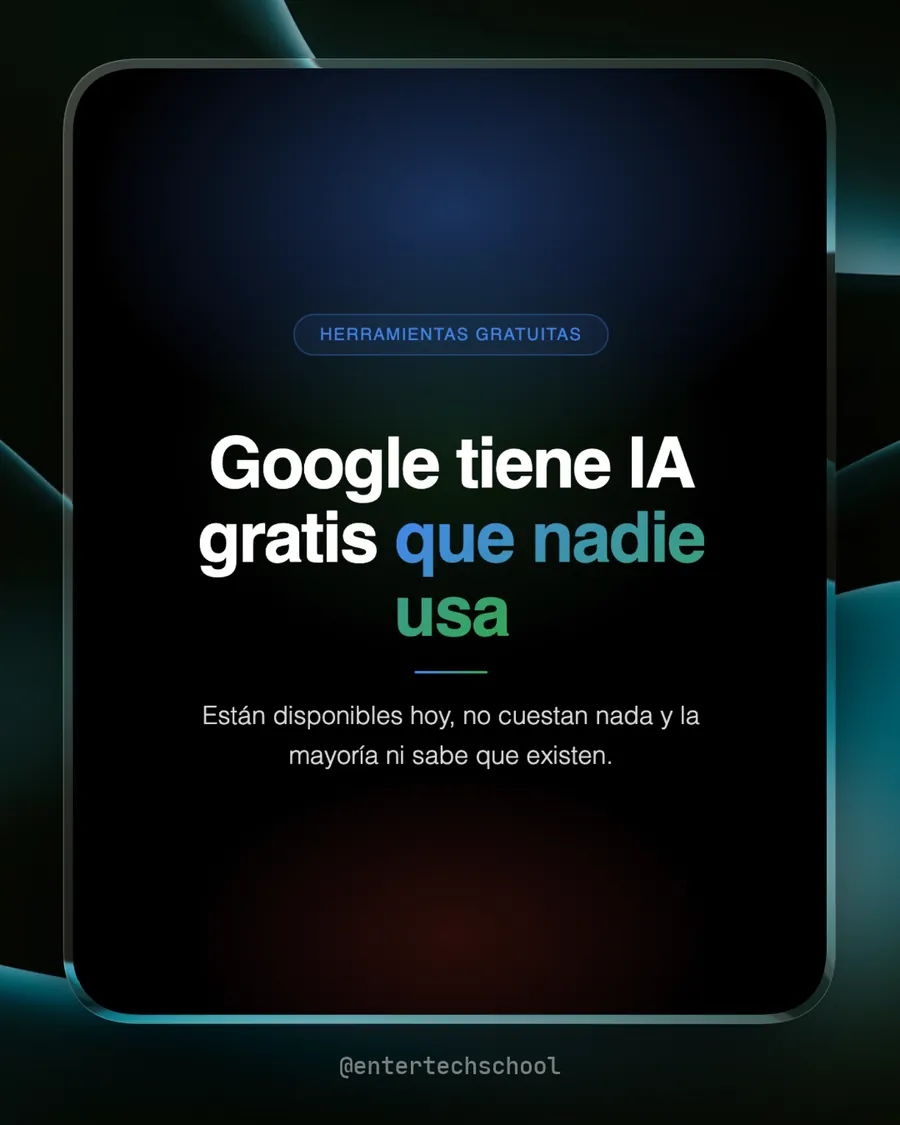 HERRAMIENTAS GRATUITAS
Google tiene IA
gratis que nadie
usa
Están disponibles hoy, no cuestan nada y la
mayoría ni sabe que existen.
@entertechschool